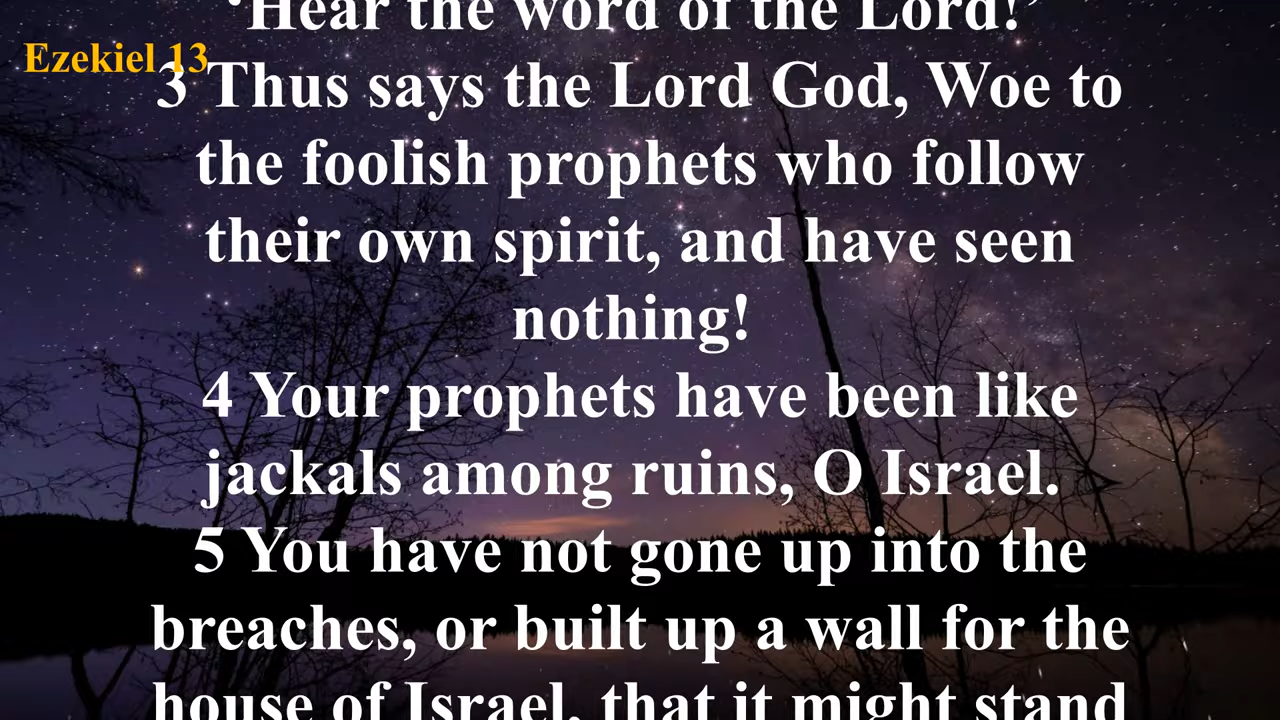 ‘Hear the word of the Lord!’
Ezekiel 13
3 Thus says the Lord God, Woe to
the foolish prophets who follow
their own spirit, and have seen
nothing!
4 Your prophets have been like
jackals among ruins, O Israel.
5 You have not gone up into the
breaches, or built up a wall for the
house of Israel, that it might stand